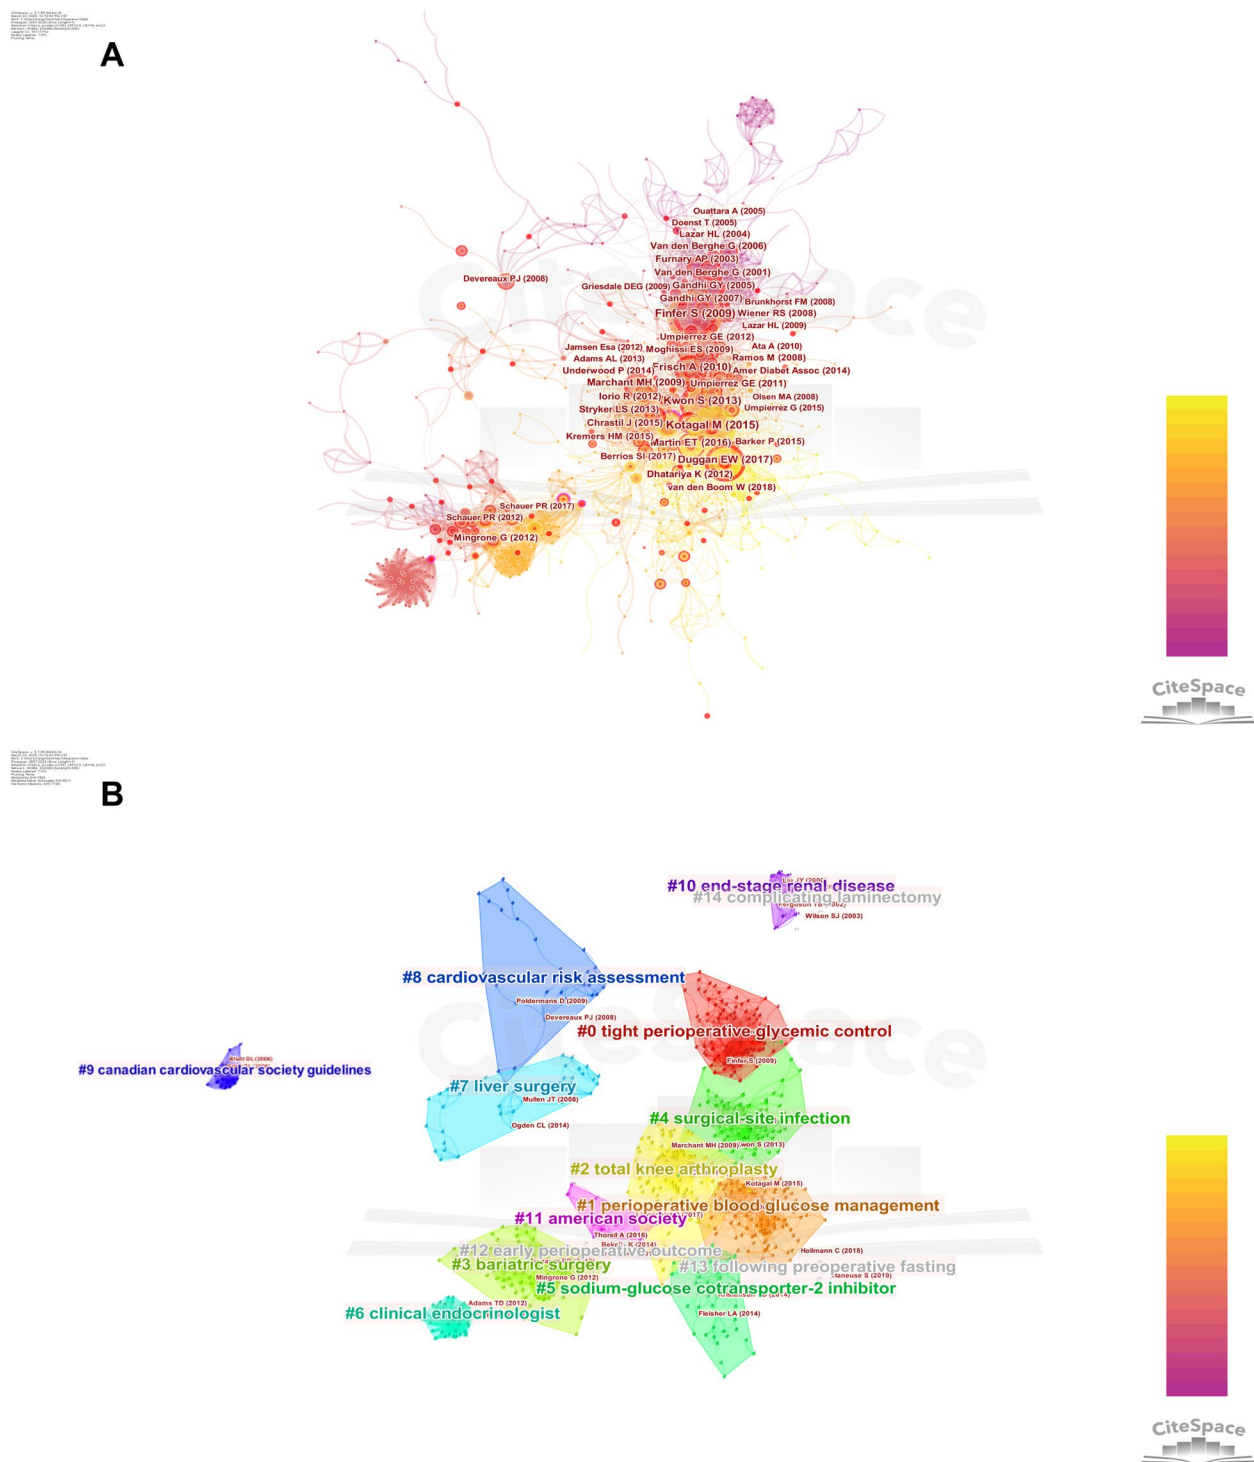 A
Ouattara A (2005)
Doenst T (2005)
Lazar HL (2004)
Van den Berghe G (2006)
Furnary AP (2003)
Van den Berghe G (2001)
Devereaux PJ (2008)
Griesdale DEG (2009) Gandhi GY (2005)
Gandhi GY (2007) Brunkhorst FM (2008)
Finfer S (2009) Wiener RS (2008)
Lazar HL (2009)
Umpierrez GE (2012)
Jamsen Esa (2012) Moghissi ES (2009) Ata A (2010)
Adams AL (2013) Ramos M (2008)
Underwood P (2014) Frisch A (2010) Amer Diabet Assoc (2014)
Marchant MH (2009) Umpierrez GE (2011)
Iorio R (2012) Kwon S (2013) Olsen MA (2008)
Stryker LS (2013) Umpierrez G (2015)
Chrastil J (2015) Kotagal M (2015)
Kremers HM (2015) Martin ET (2016) Barker P (2015)
Berrios SI (2017) Duggan EW (2017)
Dhatariya K (2012)
van den Boom W (2018)
Schauer PR (2017)
Schauer PR (2012)
Mingrone G (2012)
CiteSpace
CiteSpace
B
#10 end-stage renal disease
#14 complicating laminectomy
Wilson SJ (2003)
#8 cardiovascular risk assessment
Poldermans D (2009)
Devereaux PJ (2008)
#0 tight perioperative glycemic control
Finfer S (2009)
#9 canadian cardiovascular society guidelines
#7 liver surgery
Mullen JT (2008)
#4 surgical-site infection
Ogden CL (2014)
Marchant MH (2009) Kwon S (2013)
#2 total knee arthroplasty
Kotagal M (2015)
#1 perioperative blood glucose management
#11 american society
Thorell A (2016)
#12 early perioperative outcome
Hollmann C (2018)
#3 bariatric surgery
#13 following preoperative fasting
Mingrone G (2012)
#5 sodium-glucose cotransporter-2 inhibitor
Adams TD (2012)
#6 clinical endocrinologist
Fleisher LA (2014)
CiteSpace
CiteSpace